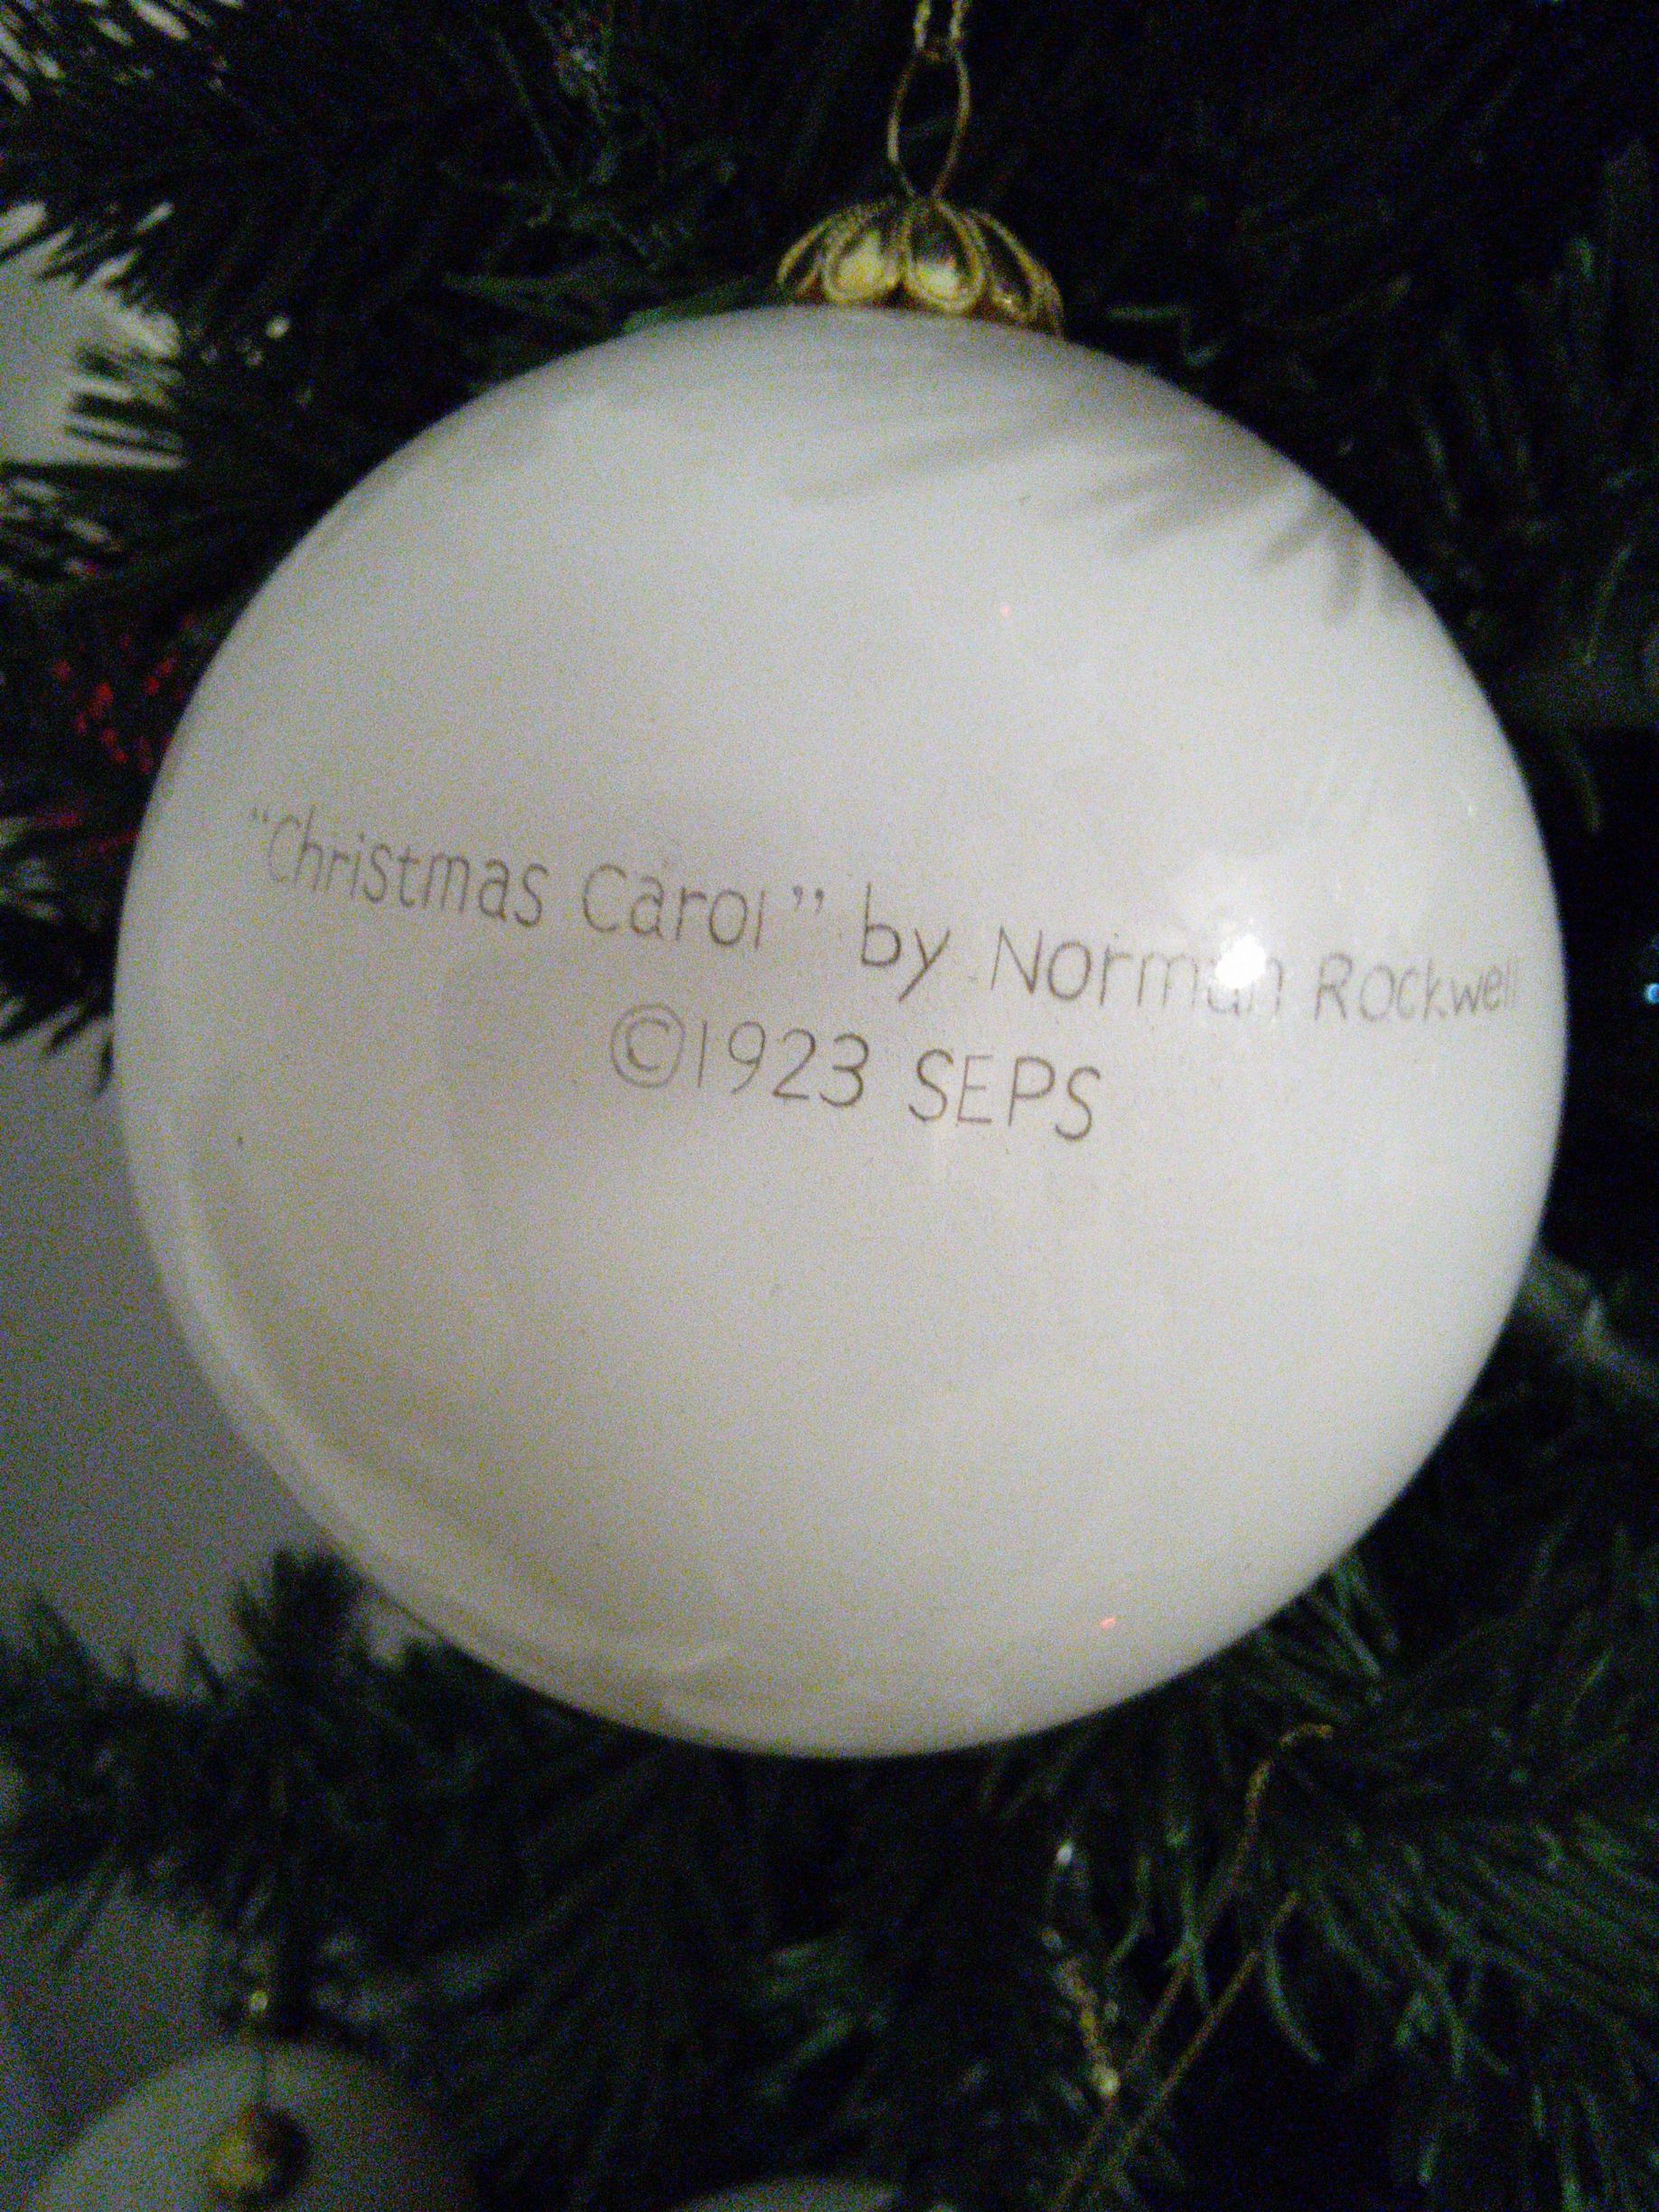 “Christmas Carol” by Norman Rockwell
©1923 SEPS